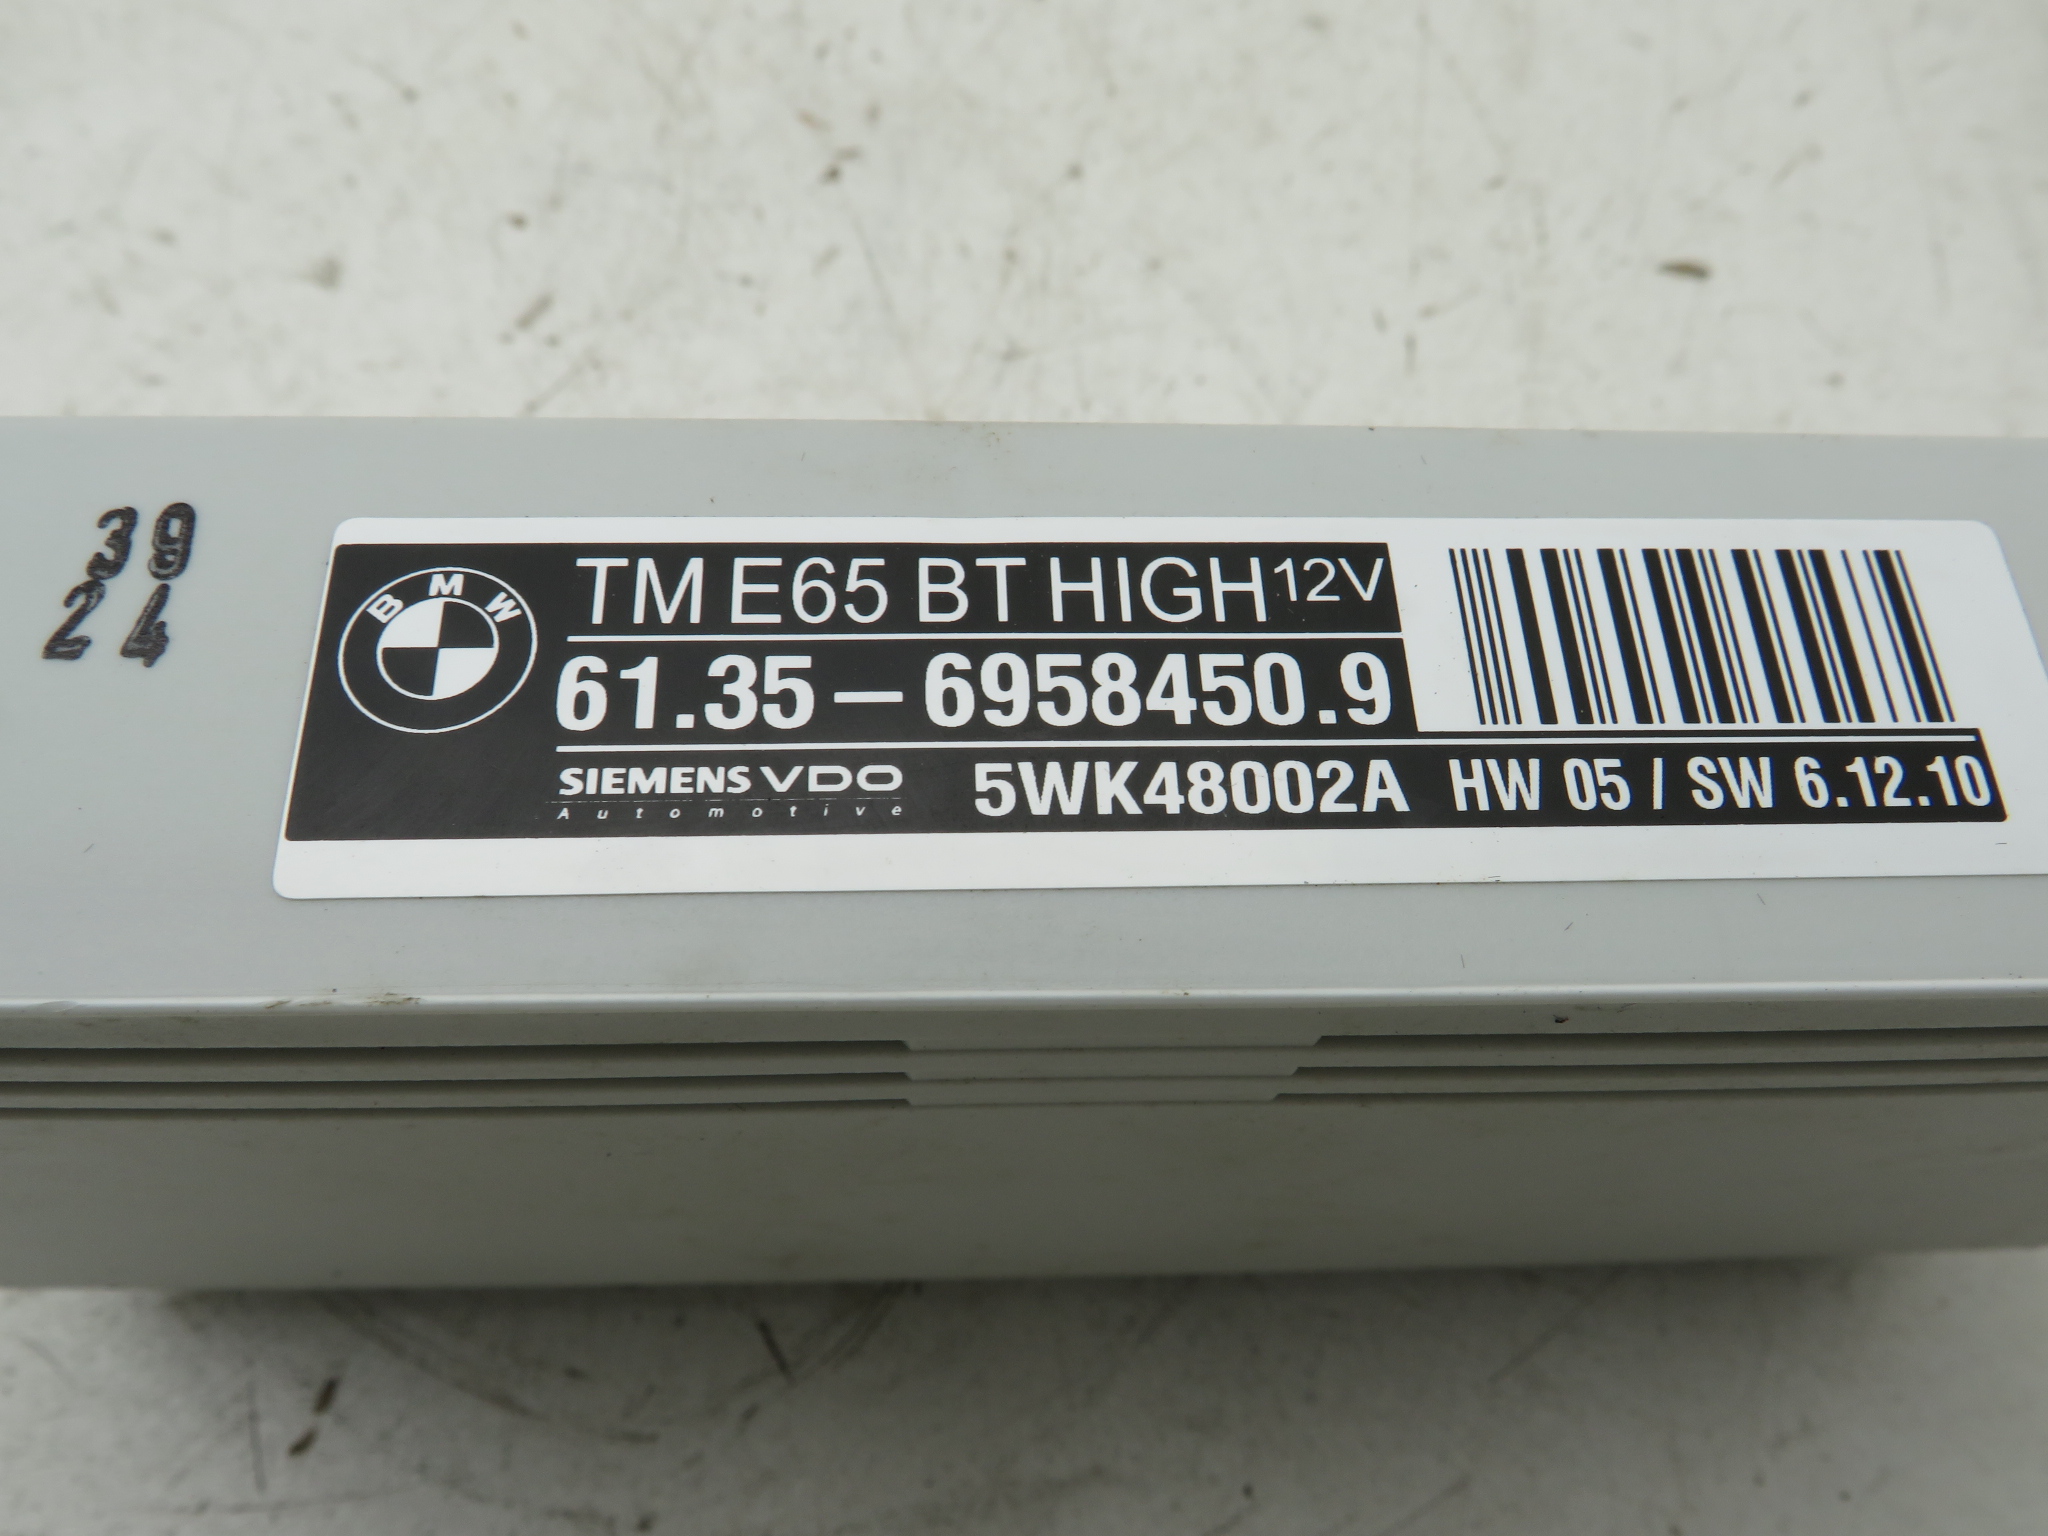 39
24
BMW
TM E65 BT HIGH 12V
61.35 – 6958450.9
SIEMENS VDO 5WK48002A HW 05 / SW 6.12.10
Automotive